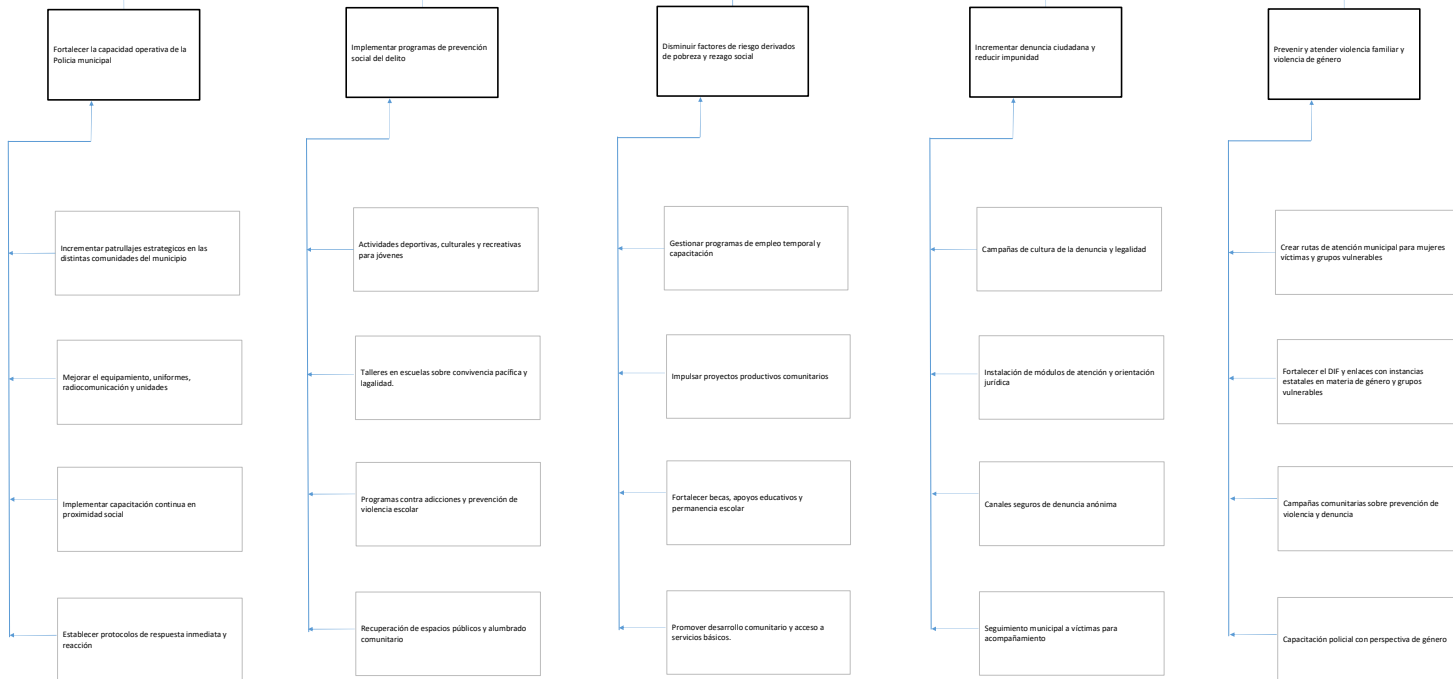 Fortalecer la capacidad operativa de la
Policia municipal
Implementar programas de prevención
social del delito
Disminuir factores de riesgo derivados
de pobreza y rezago social
Incrementar denuncia ciudadana y
reducir impunidad
Prevenir y atender violencia familiar y
violencia de género
Incrementar patrullajes estrategicos en las
distintas comunidades del municipio
Actividades deportivas, culturales y recreativas
para jóvenes
Gestionar programas de empleo temporal y
capacitación
Campañas de cultura de la denuncia y legalidad
Crear rutas de atención municipal para mujeres
víctimas y grupos vulnerables
Mejorar el equipamiento, uniformes,
radiocomunicación y unidades
Talleres en escuelas sobre convivencia pacífica y
lagalidad.
Impulsar proyectos productivos comunitarios
Instalación de módulos de atención y orientación
jurídica
Fortalecer el DIF y enlaces con instancias
estatales en materia de género y grupos
vulnerables
Implementar capacitación continua en
proximidad social
Programas contra adicciones y prevención de
violencia escolar
Fortalecer becas, apoyos educativos y
permanencia escolar
Canales seguros de denuncia anónima
Campañas comunitarias sobre prevención de
violencia y denuncia
Establecer protocolos de respuesta inmediata y
reacción
Recuperación de espacios públicos y alumbrado
comunitario
Promover desarrollo comunitario y acceso a
servicios básicos.
Seguimiento municipal a víctimas para
acompañamiento
Capacitación policial con perspectiva de género